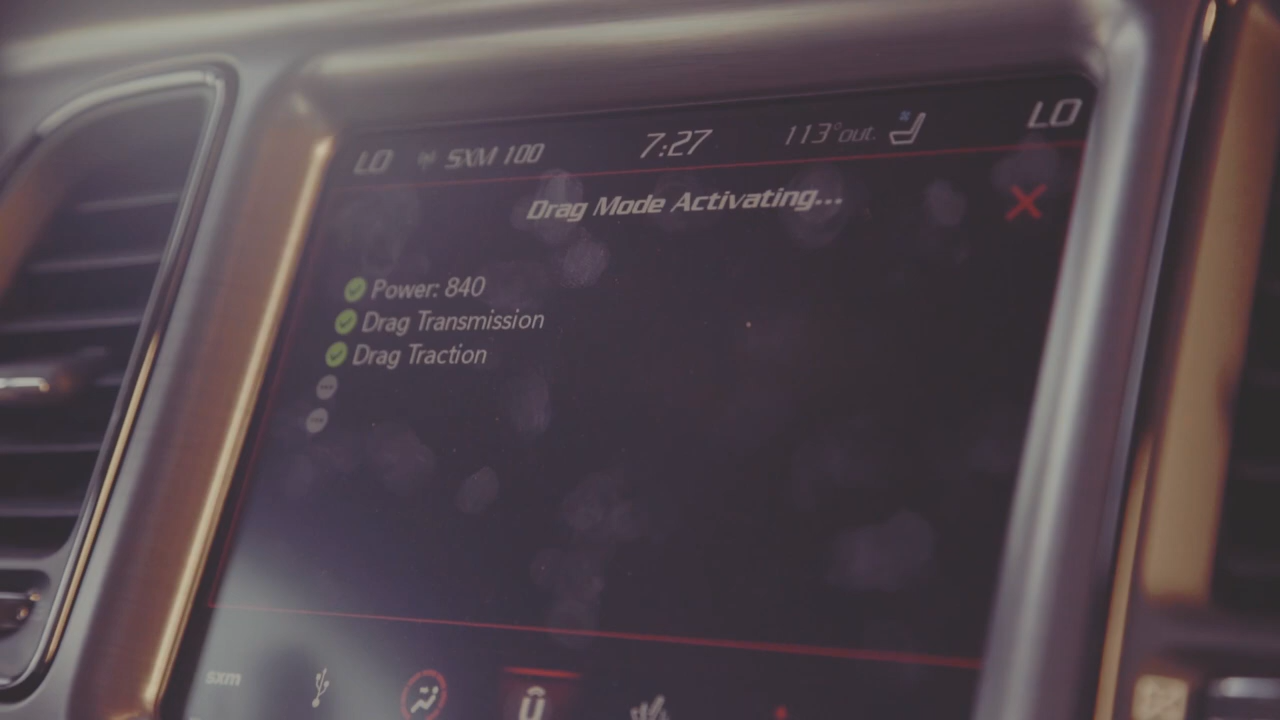 LO SXM 100 7:27 113° out. LO
Drag Mode Activating...
Power: 840
Drag Transmission
Drag Traction
sxm